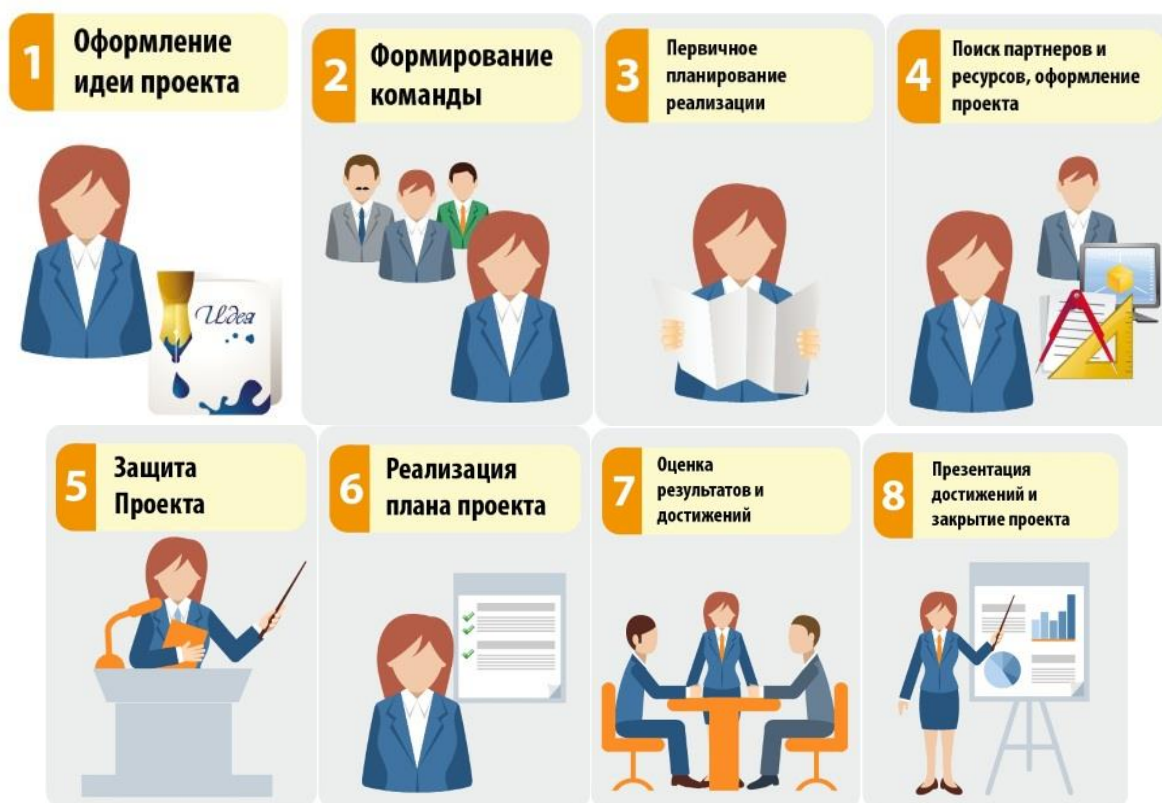 1
Оформление
идеи проекта
Идея
2
Формирование
команды
3
Первичное
планирование
реализации
4
Поиск партнеров и
ресурсов, оформление
проекта
5
Защита
Проекта
6
Реализация
плана проекта
7
Оценка
результатов и
достижений
8
Презентация
достижений и
закрытие проекта